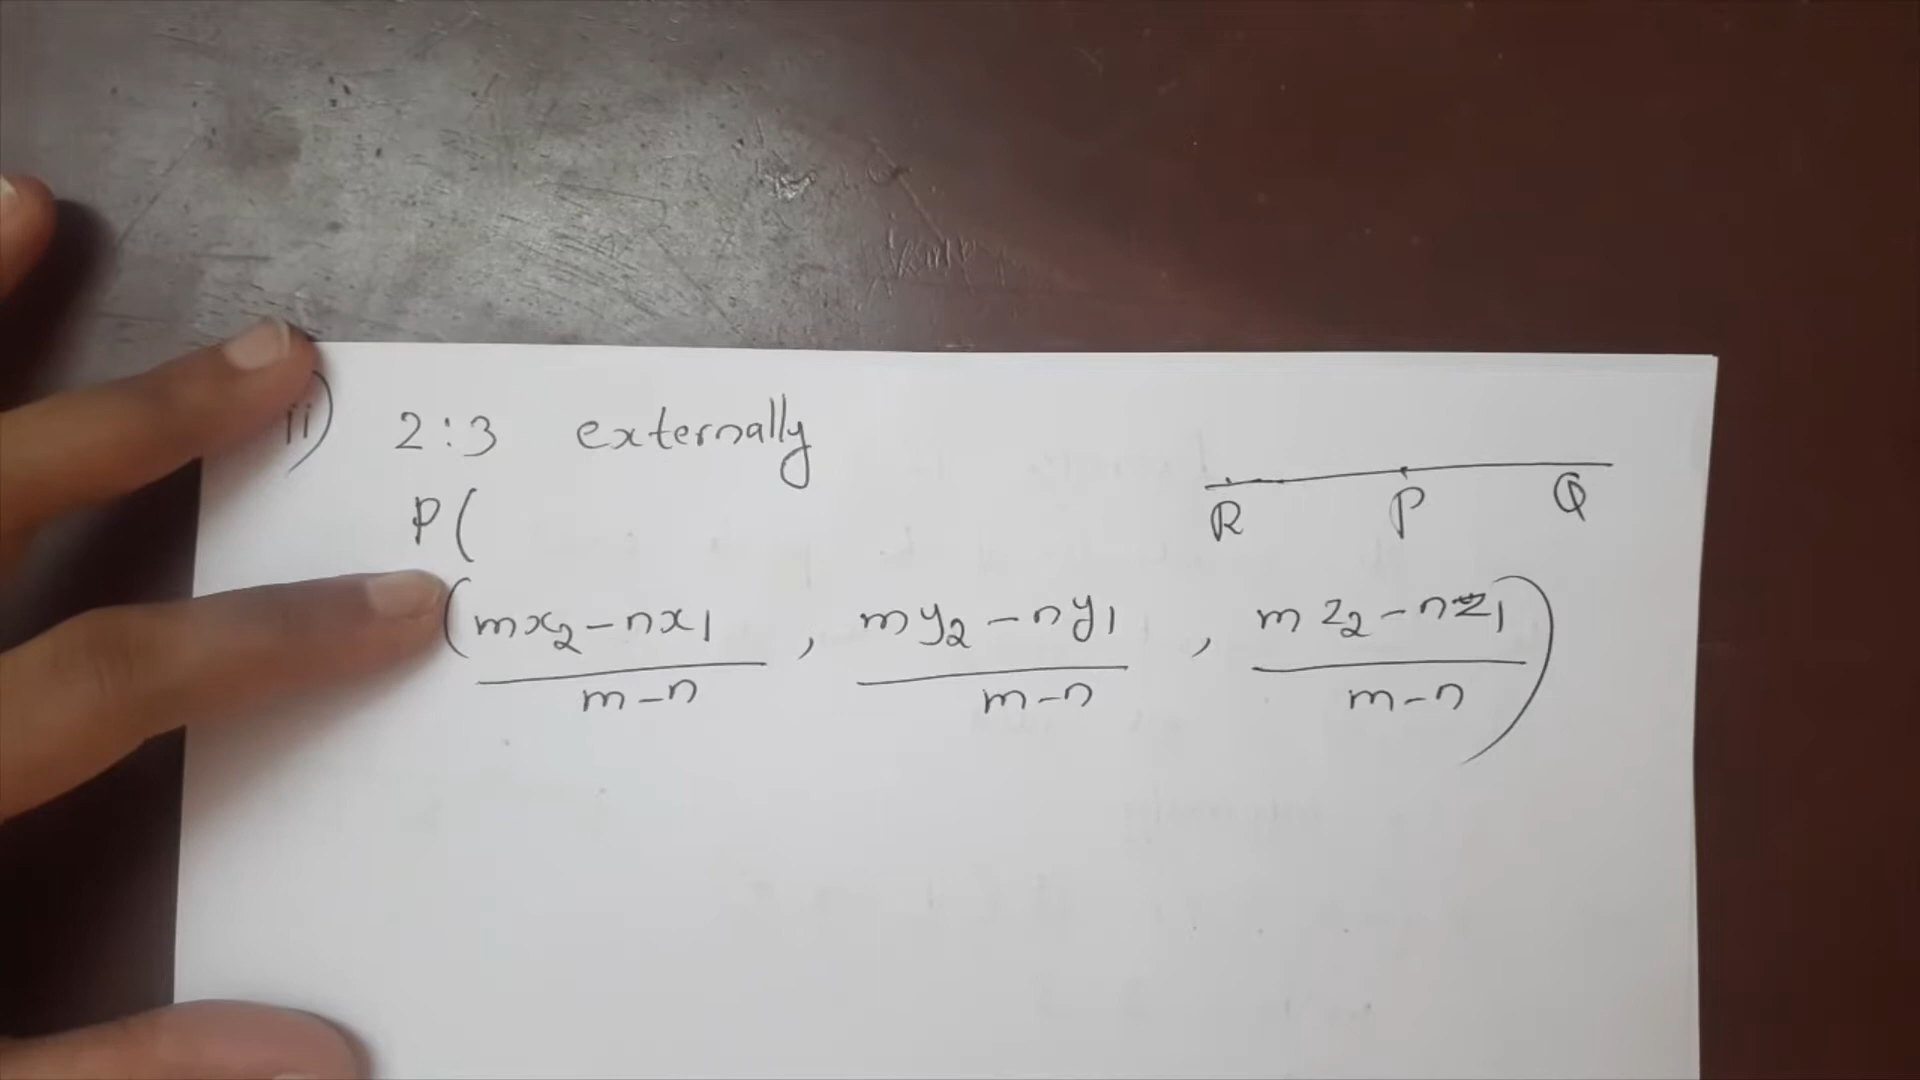 ii) 2:3 externally
P(
R P Q
(mx₂-nx₁ , my₂-ny₁ , mz₂-nz₁)
m-n m-n m-n